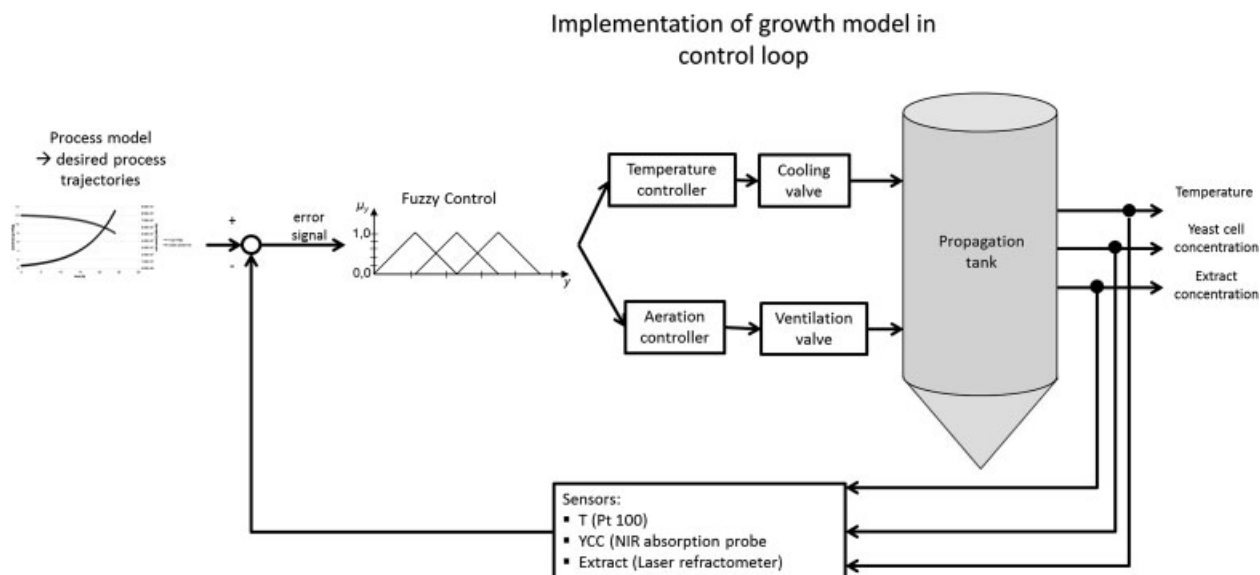 Implementation of growth model in
control loop
Process model
→ desired process
trajectories
+
-
error
signal
Fuzzy Control
μy
1,0
0,0
y
Temperature
controller
Cooling
valve
Aeration
controller
Ventilation
valve
Propagation
tank
Temperature
Yeast cell
concentration
Extract
concentration
Sensors:
▪ T (Pt 100)
▪ YCC (NIR absorption probe
▪ Extract (Laser refractometer)